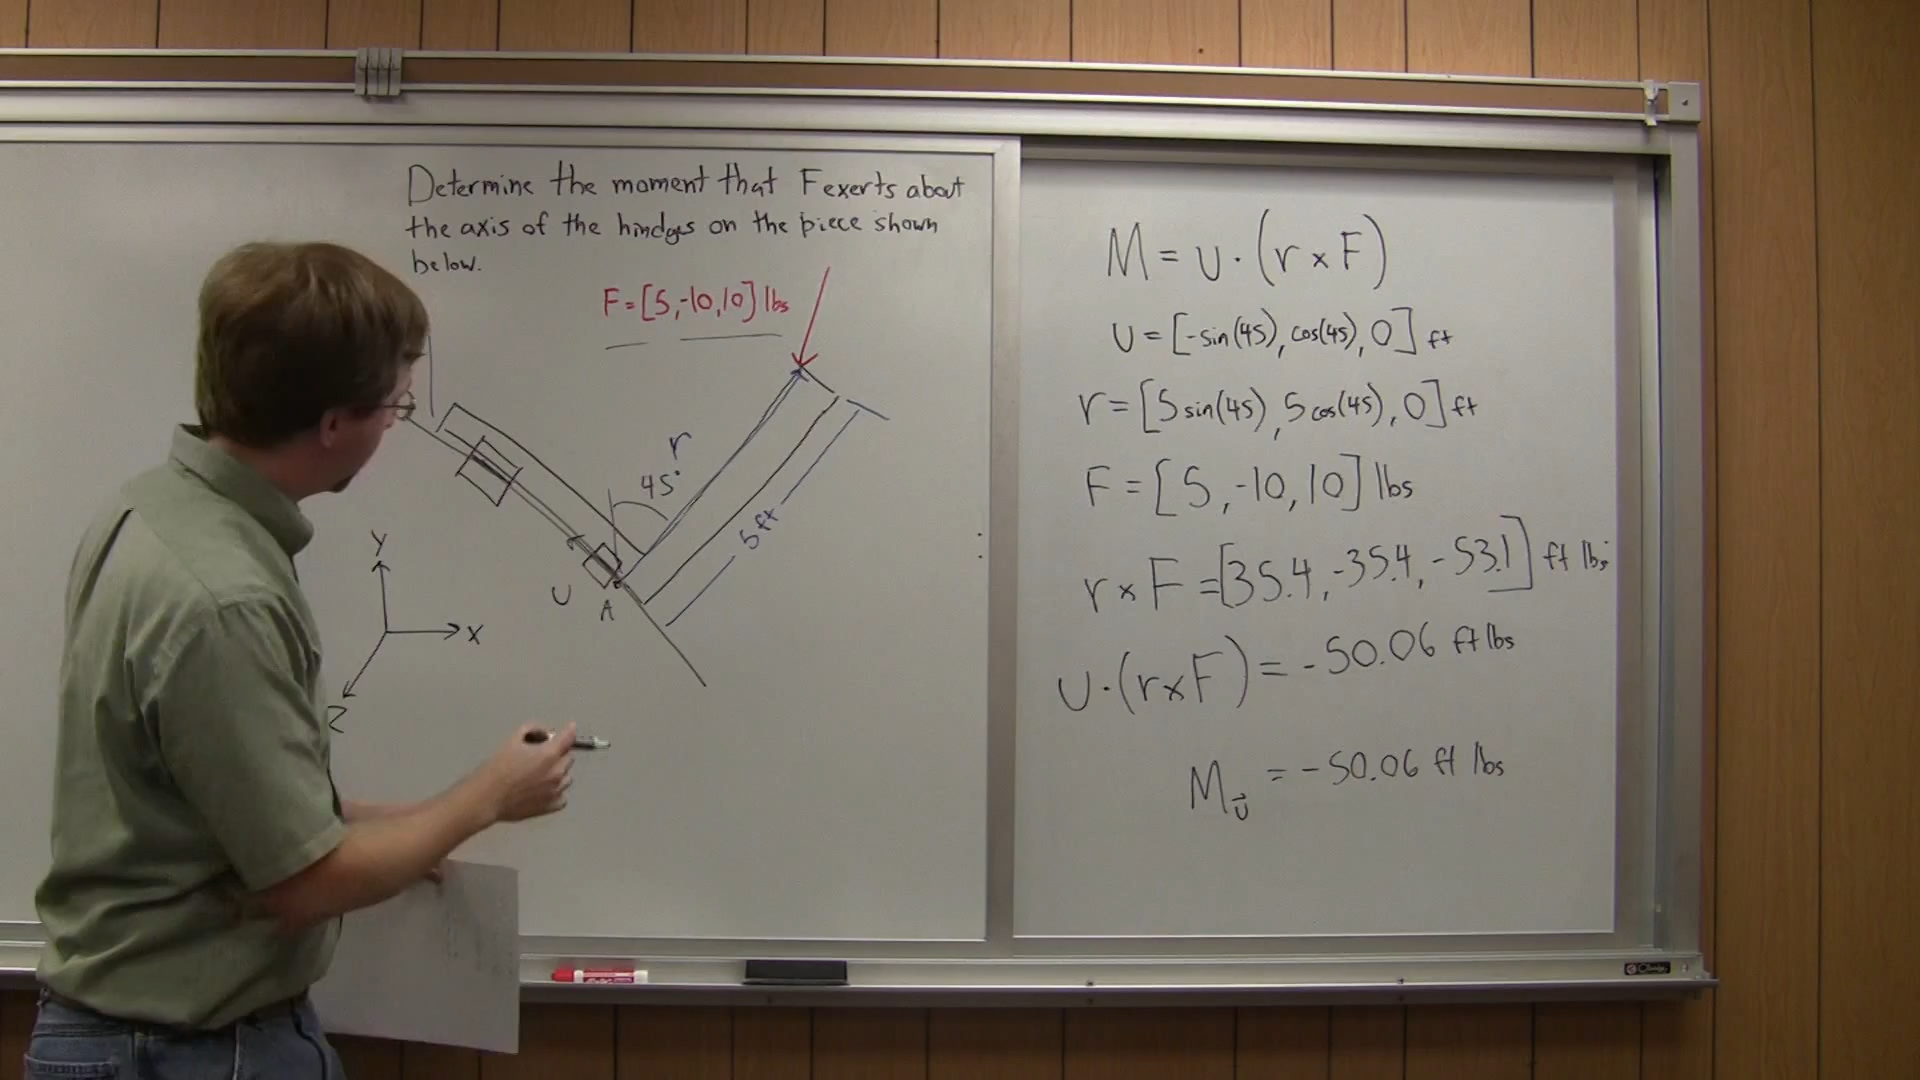 Determine the moment that F exerts about
the axis of the hindges on the piece shown
below.
F=[5,-10,10] lbs
r
45°
5 ft
U
A
Y
X
Z
M = U · (r × F)
U = [-sin(45), cos(45), 0] ft
r = [5 sin(45), 5 cos(45), 0] ft
F = [5, -10, 10] lbs
r × F = [35.4, -35.4, -53.1] ft lbs
U · (r × F) = -50.06 ft lbs
M_U⃗ = -50.06 ft lbs